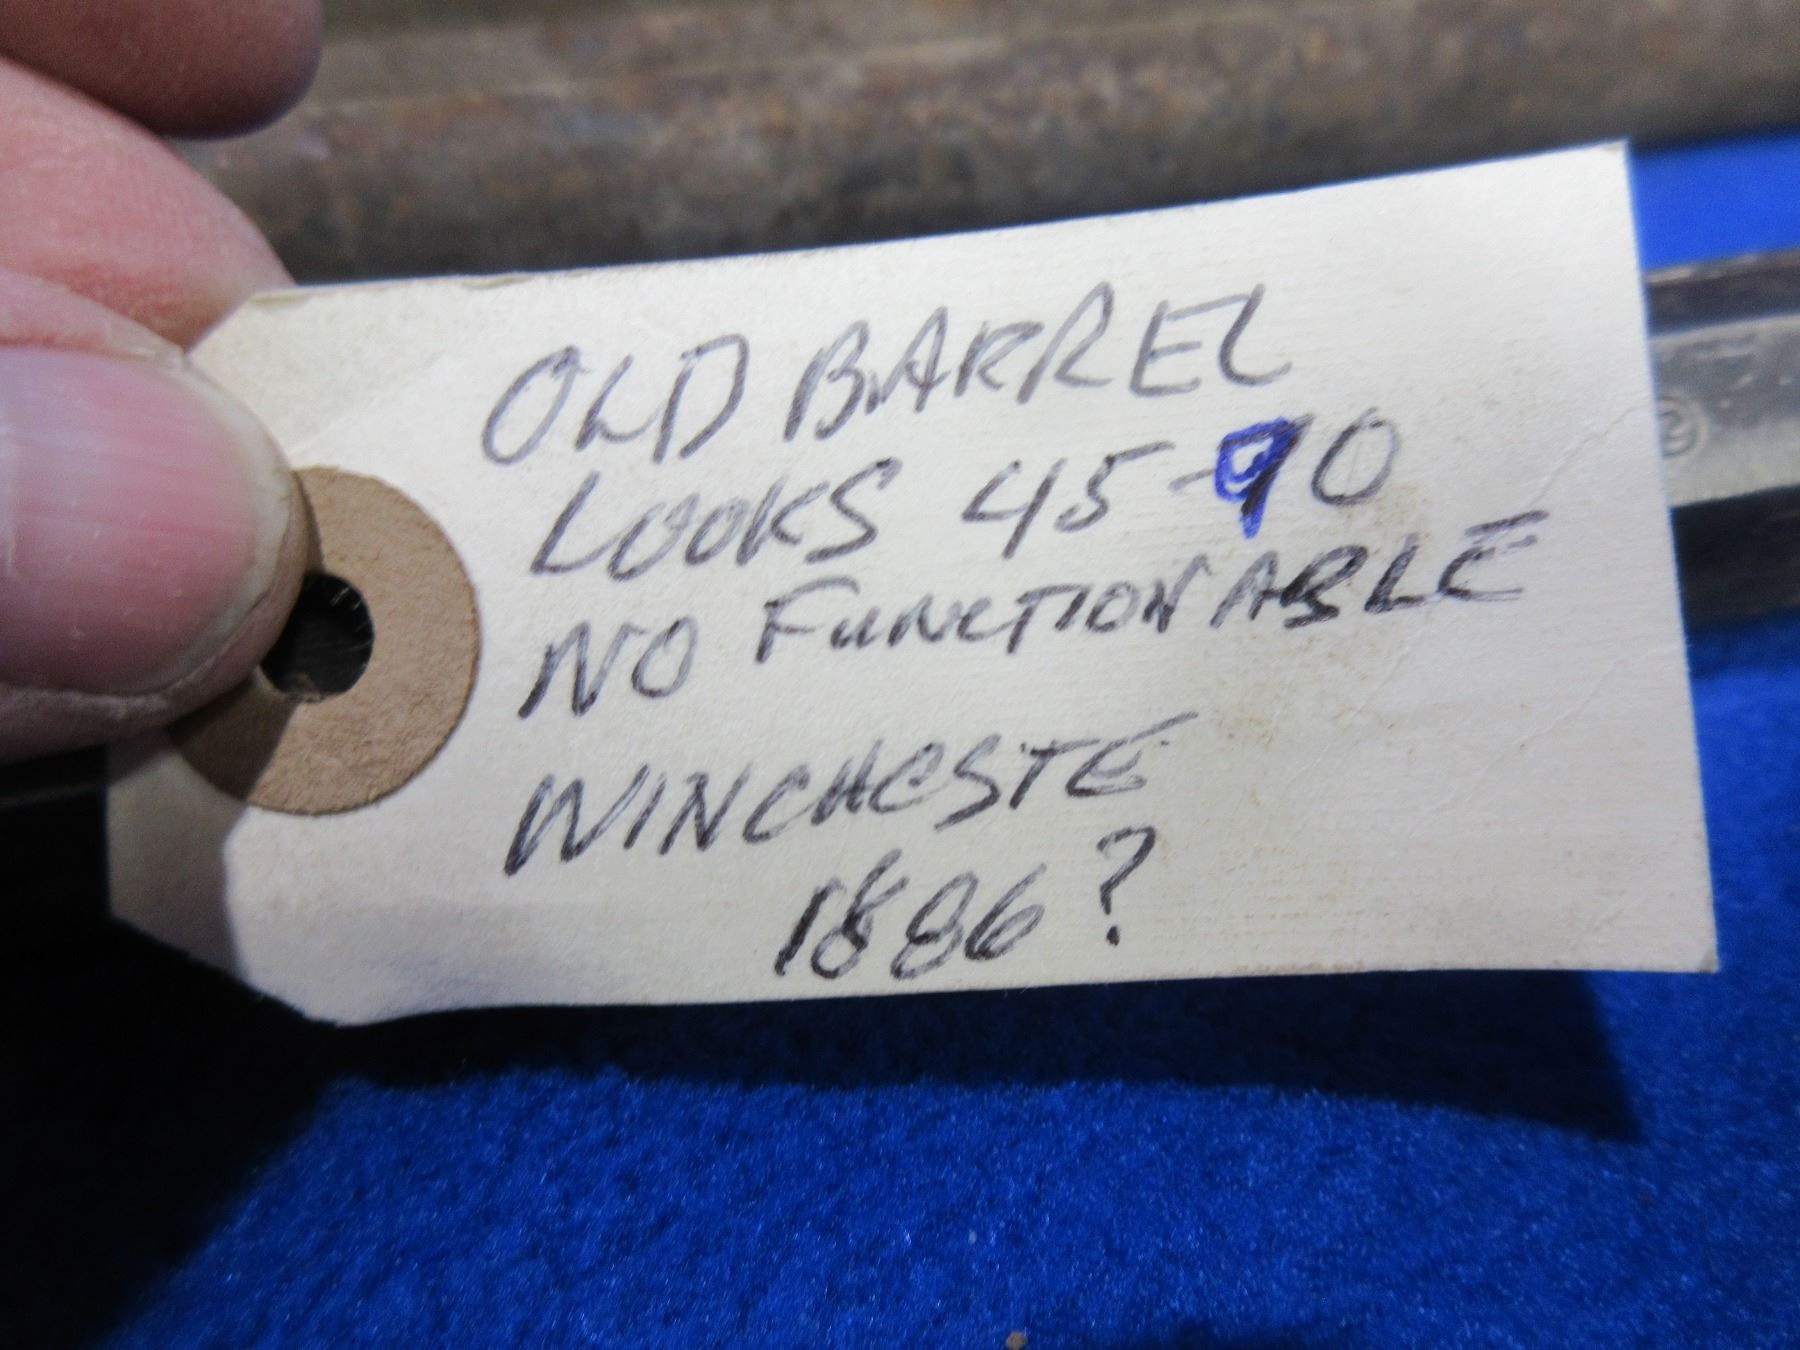 OLD BARREL
LOOKS 45-90
NO FUNCTIONABLE
WINCHESTE
1886?